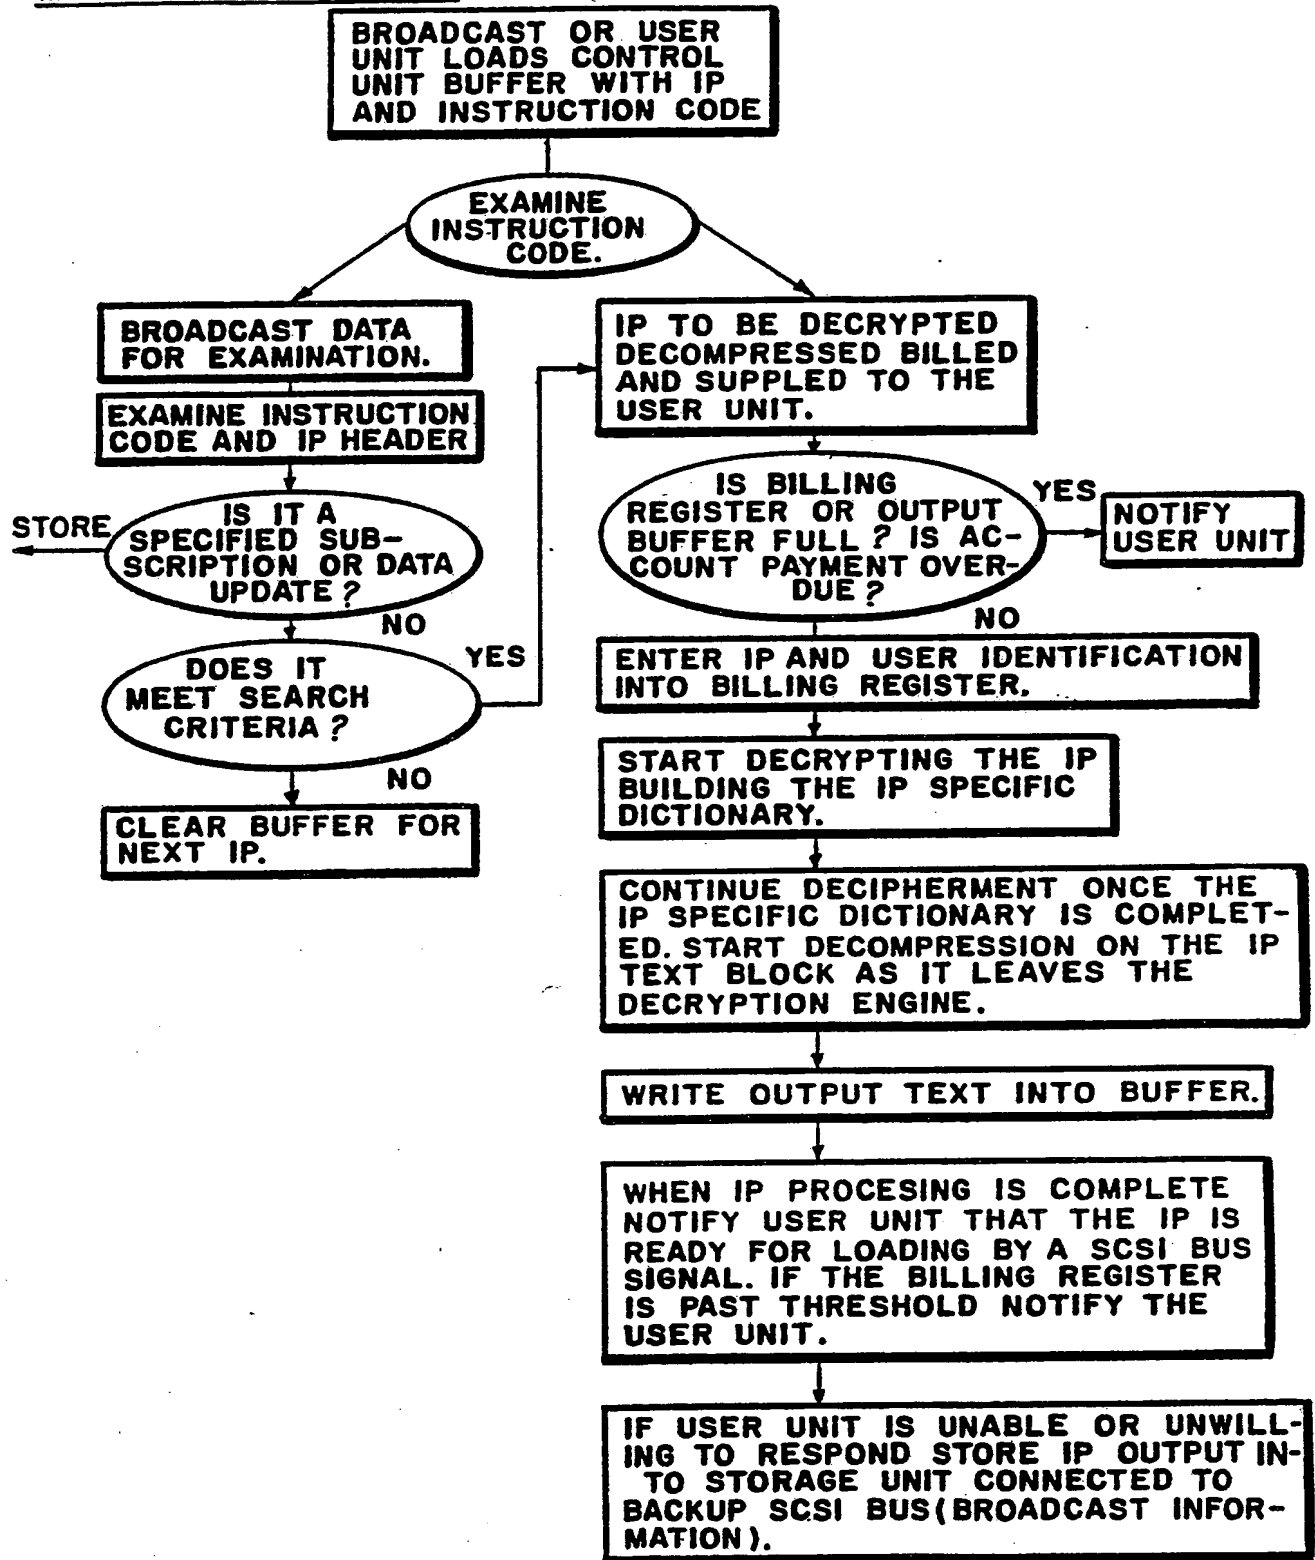 BROADCAST OR USER
UNIT LOADS CONTROL
UNIT BUFFER WITH IP
AND INSTRUCTION CODE
EXAMINE
INSTRUCTION
CODE.
BROADCAST DATA
FOR EXAMINATION.
EXAMINE INSTRUCTION
CODE AND IP HEADER
STORE
IS IT A
SPECIFIED SUB-
SCRIPTION OR DATA
UPDATE?
NO
DOES IT
MEET SEARCH
CRITERIA?
YES
NO
CLEAR BUFFER FOR
NEXT IP.
IP TO BE DECRYPTED
DECOMPRESSED BILLED
AND SUPPLED TO THE
USER UNIT.
IS BILLING
REGISTER OR OUTPUT
BUFFER FULL? IS AC-
COUNT PAYMENT OVER-
DUE?
YES
NOTIFY
USER UNIT
NO
ENTER IP AND USER IDENTIFICATION
INTO BILLING REGISTER.
START DECRYPTING THE IP
BUILDING THE IP SPECIFIC
DICTIONARY.
CONTINUE DECIPHERMENT ONCE THE
IP SPECIFIC DICTIONARY IS COMPLET-
ED. START DECOMPRESSION ON THE IP
TEXT BLOCK AS IT LEAVES THE
DECRYPTION ENGINE.
WRITE OUTPUT TEXT INTO BUFFER.
WHEN IP PROCESING IS COMPLETE
NOTIFY USER UNIT THAT THE IP IS
READY FOR LOADING BY A SCSI BUS
SIGNAL. IF THE BILLING REGISTER
IS PAST THRESHOLD NOTIFY THE
USER UNIT.
IF USER UNIT IS UNABLE OR UNWILL-
ING TO RESPOND STORE IP OUTPUT IN-
TO STORAGE UNIT CONNECTED TO
BACKUP SCSI BUS(BROADCAST INFOR-
MATION).